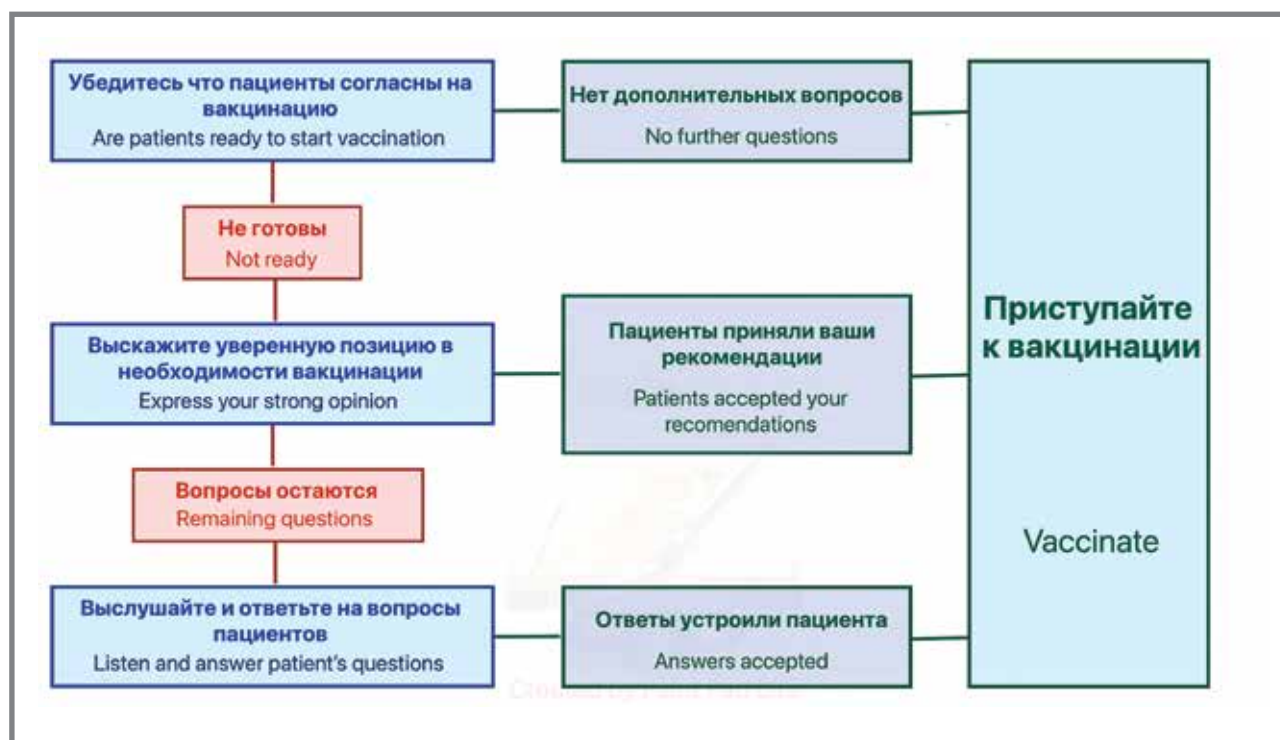 Убедитесь что пациенты согласны на
вакцинацию
Are patients ready to start vaccination
Нет дополнительных вопросов
No further questions
Не готовы
Not ready
Выскажите уверенную позицию в
необходимости вакцинации
Express your strong opinion
Пациенты приняли ваши
рекомендации
Patients accepted your
recomendations
Приступайте
к вакцинации
Vaccinate
Вопросы остаются
Remaining questions
Выслушайте и ответьте на вопросы
пациентов
Listen and answer patient's questions
Ответы устроили пациента
Answers accepted